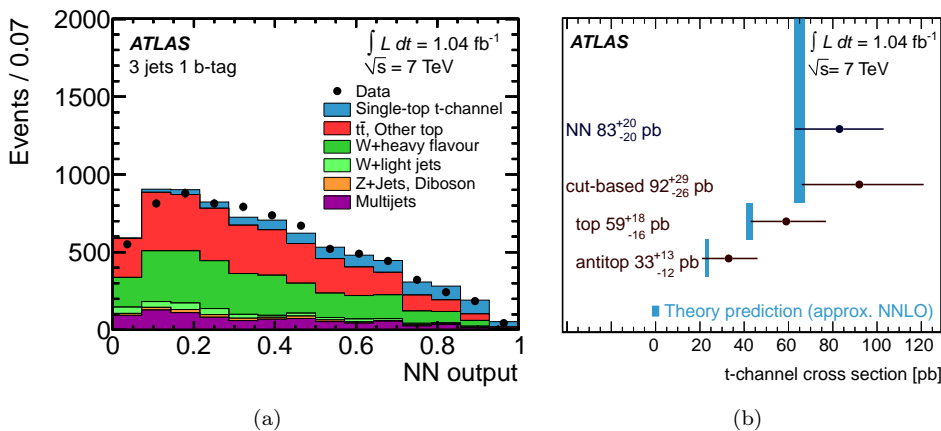 Events / 0.07
2000
1500
1000
500
0
ATLAS
3 jets 1 b-tag
∫ L dt = 1.04 fb⁻¹
√s = 7 TeV
Data
Single-top t-channel
tt̄, Other top
W+heavy flavour
W+light jets
Z+Jets, Diboson
Multijets
0 0.2 0.4 0.6 0.8 1
NN output
(a)
ATLAS
∫ L dt = 1.04 fb⁻¹
√s = 7 TeV
NN 83 +20 -20 pb
cut-based 92 +29 -26 pb
top 59 +18 -16 pb
antitop 33 +13 -12 pb
Theory prediction (approx. NNLO)
0 20 40 60 80 100 120
t-channel cross section [pb]
(b)